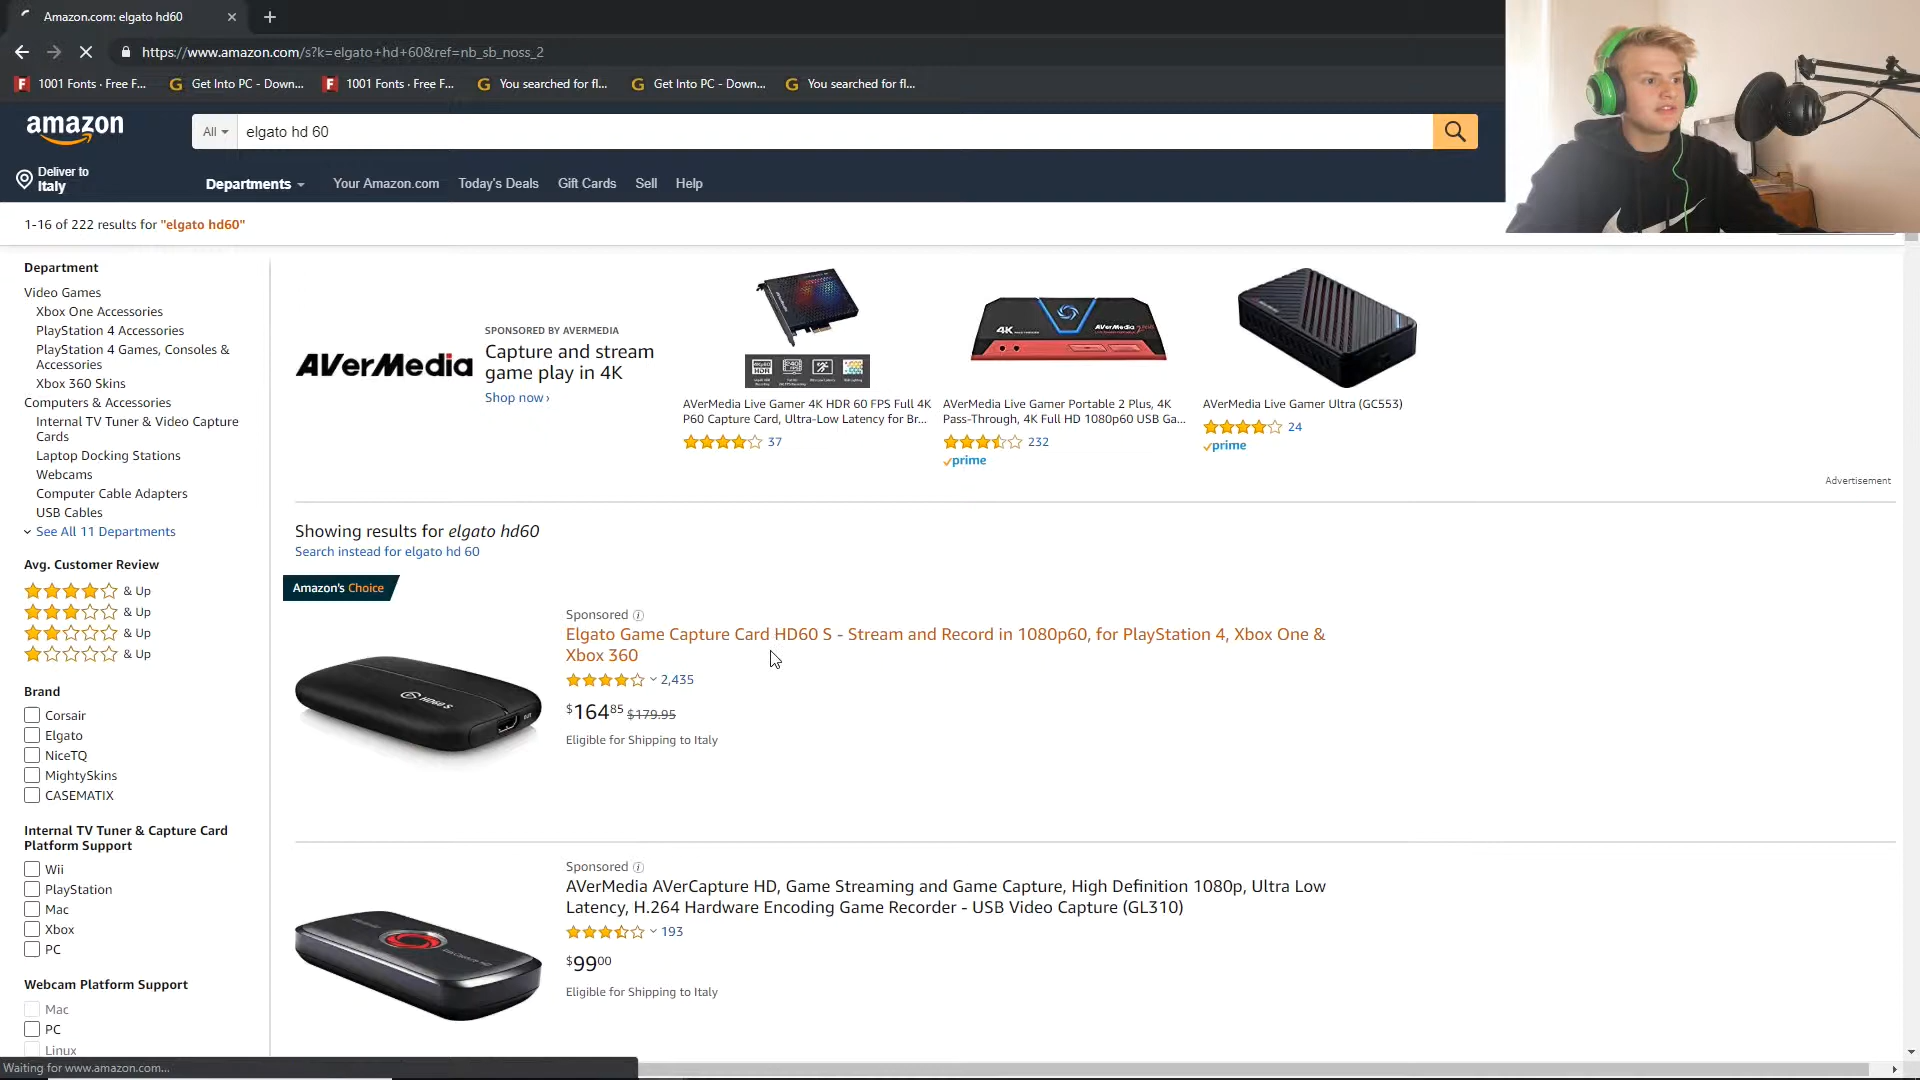 Amazon.com: elgato hd60
https://www.amazon.com/s?k=elgato+hd+60&ref=nb_sb_noss_2
1001 Fonts · Free F...
Get Into PC - Down...
1001 Fonts · Free F...
You searched for fl...
Get Into PC - Down...
You searched for fl...
amazon
All
elgato hd 60
Deliver to
Italy
Departments
Your Amazon.com
Today's Deals
Gift Cards
Sell
Help
1-16 of 222 results for "elgato hd60"
Department
Video Games
Xbox One Accessories
PlayStation 4 Accessories
PlayStation 4 Games, Consoles &
Accessories
Xbox 360 Skins
Computers & Accessories
Internal TV Tuner & Video Capture
Cards
Laptop Docking Stations
Webcams
Computer Cable Adapters
USB Cables
See All 11 Departments
Avg. Customer Review
& Up
& Up
& Up
& Up
Brand
Corsair
Elgato
NiceTQ
MightySkins
CASEMATIX
Internal TV Tuner & Capture Card
Platform Support
Wii
PlayStation
Mac
Xbox
PC
Webcam Platform Support
Mac
PC
Linux
AVerMedia
SPONSORED BY AVERMEDIA
Capture and stream
game play in 4K
Shop now ›
AVerMedia Live Gamer 4K HDR 60 FPS Full 4K
P60 Capture Card, Ultra-Low Latency for Br...
37
4K
AVerMedia
AVerMedia Live Gamer Portable 2 Plus, 4K
Pass-Through, 4K Full HD 1080p60 USB Ga...
232
prime
AVerMedia Live Gamer Ultra (GC553)
24
prime
Advertisement
Showing results for elgato hd60
Search instead for elgato hd 60
Amazon's Choice
HD60 S
Sponsored
Elgato Game Capture Card HD60 S - Stream and Record in 1080p60, for PlayStation 4, Xbox One &
Xbox 360
2,435
$164 85 $179.95
Eligible for Shipping to Italy
Sponsored
AVerMedia AVerCapture HD, Game Streaming and Game Capture, High Definition 1080p, Ultra Low
Latency, H.264 Hardware Encoding Game Recorder - USB Video Capture (GL310)
193
$99 00
Eligible for Shipping to Italy
Waiting for www.amazon.com...